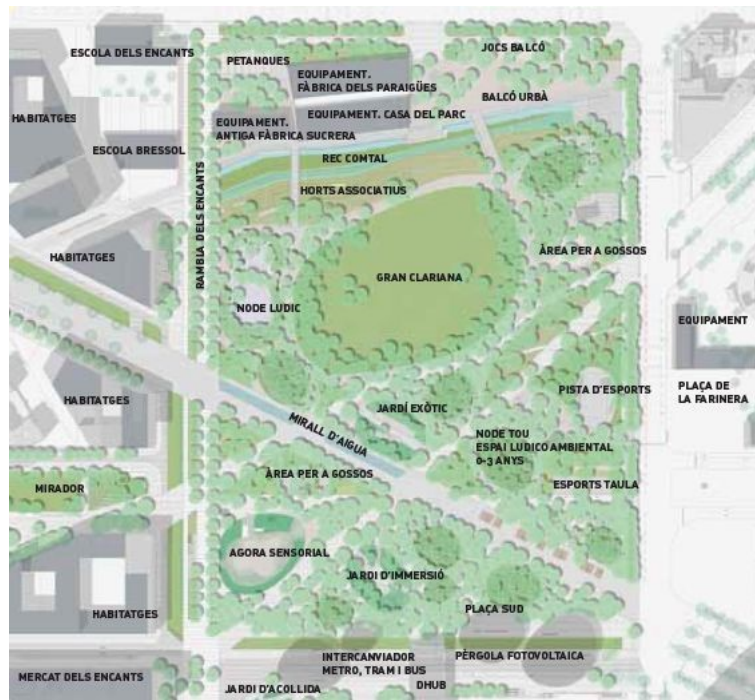 ESCOLA DELS ENCANTS
PETANQUES
JOCS BALCÓ
EQUIPAMENT.
FÀBRICA DELS PARAIGÜES
BALCÓ URBÀ
HABITATGES
EQUIPAMENT. CASA DEL PARC
EQUIPAMENT.
ANTIGA FÀBRICA SUCRERA
ESCOLA BRESSOL
REC COMTAL
HORTS ASSOCIATIUS
RAMBLA DELS ENCANTS
HABITATGES
ÀREA PER A GOSSOS
GRAN CLARIANA
NODE LUDIC
EQUIPAMENT
PISTA D'ESPORTS
PLAÇA DE
LA FARINERA
HABITATGES
JARDÍ EXÒTIC
MIRALL D'AIGUA
NODE TOU
ESPAI LUDICO AMBIENTAL
0-3 ANYS
ÀREA PER A GOSSOS
ESPORTS TAULA
MIRADOR
AGORA SENSORIAL
JARDI D'IMMERSIÓ
PLAÇA SUD
HABITATGES
INTERCANVIADOR
METRO, TRAM I BUS
PÈRGOLA FOTOVOLTAICA
MERCAT DELS ENCANTS
JARDI D'ACOLLIDA
DHUB